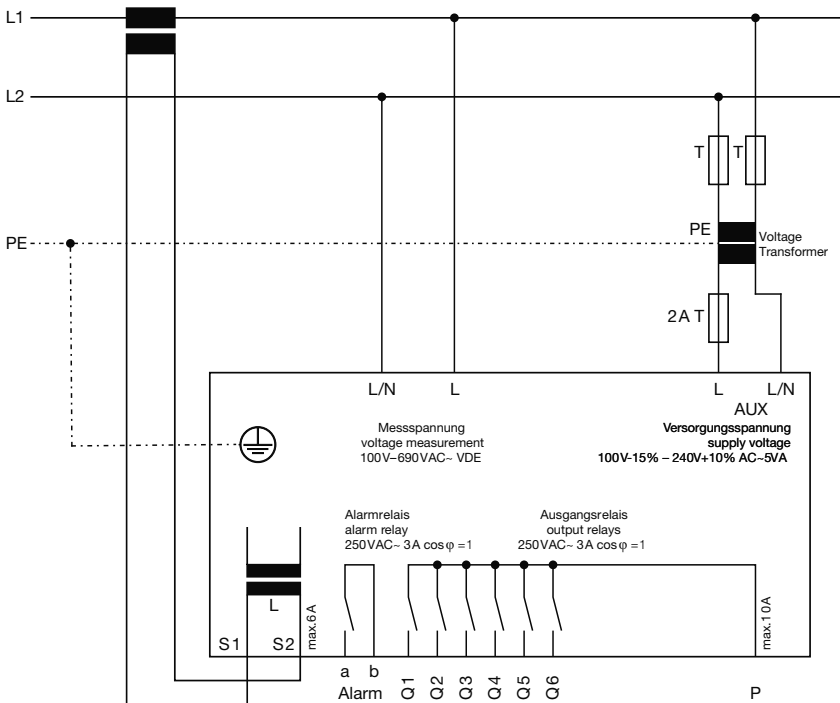 L1
L2
T
T
PE
PE
Voltage
Transformer
2A T
L/N
L
L
L/N
AUX
Messspannung
voltage measurement
100V–690VAC~ VDE
Versorgungsspannung
supply voltage
100V-15% – 240V+10% AC~5VA
Alarmrelais
alarm relay
250VAC~ 3A cos φ =1
Ausgangsrelais
output relays
250VAC~ 3A cos φ =1
L
S1
S2
max.6A
max.10A
a
b
Alarm
Q1
Q2
Q3
Q4
Q5
Q6
P